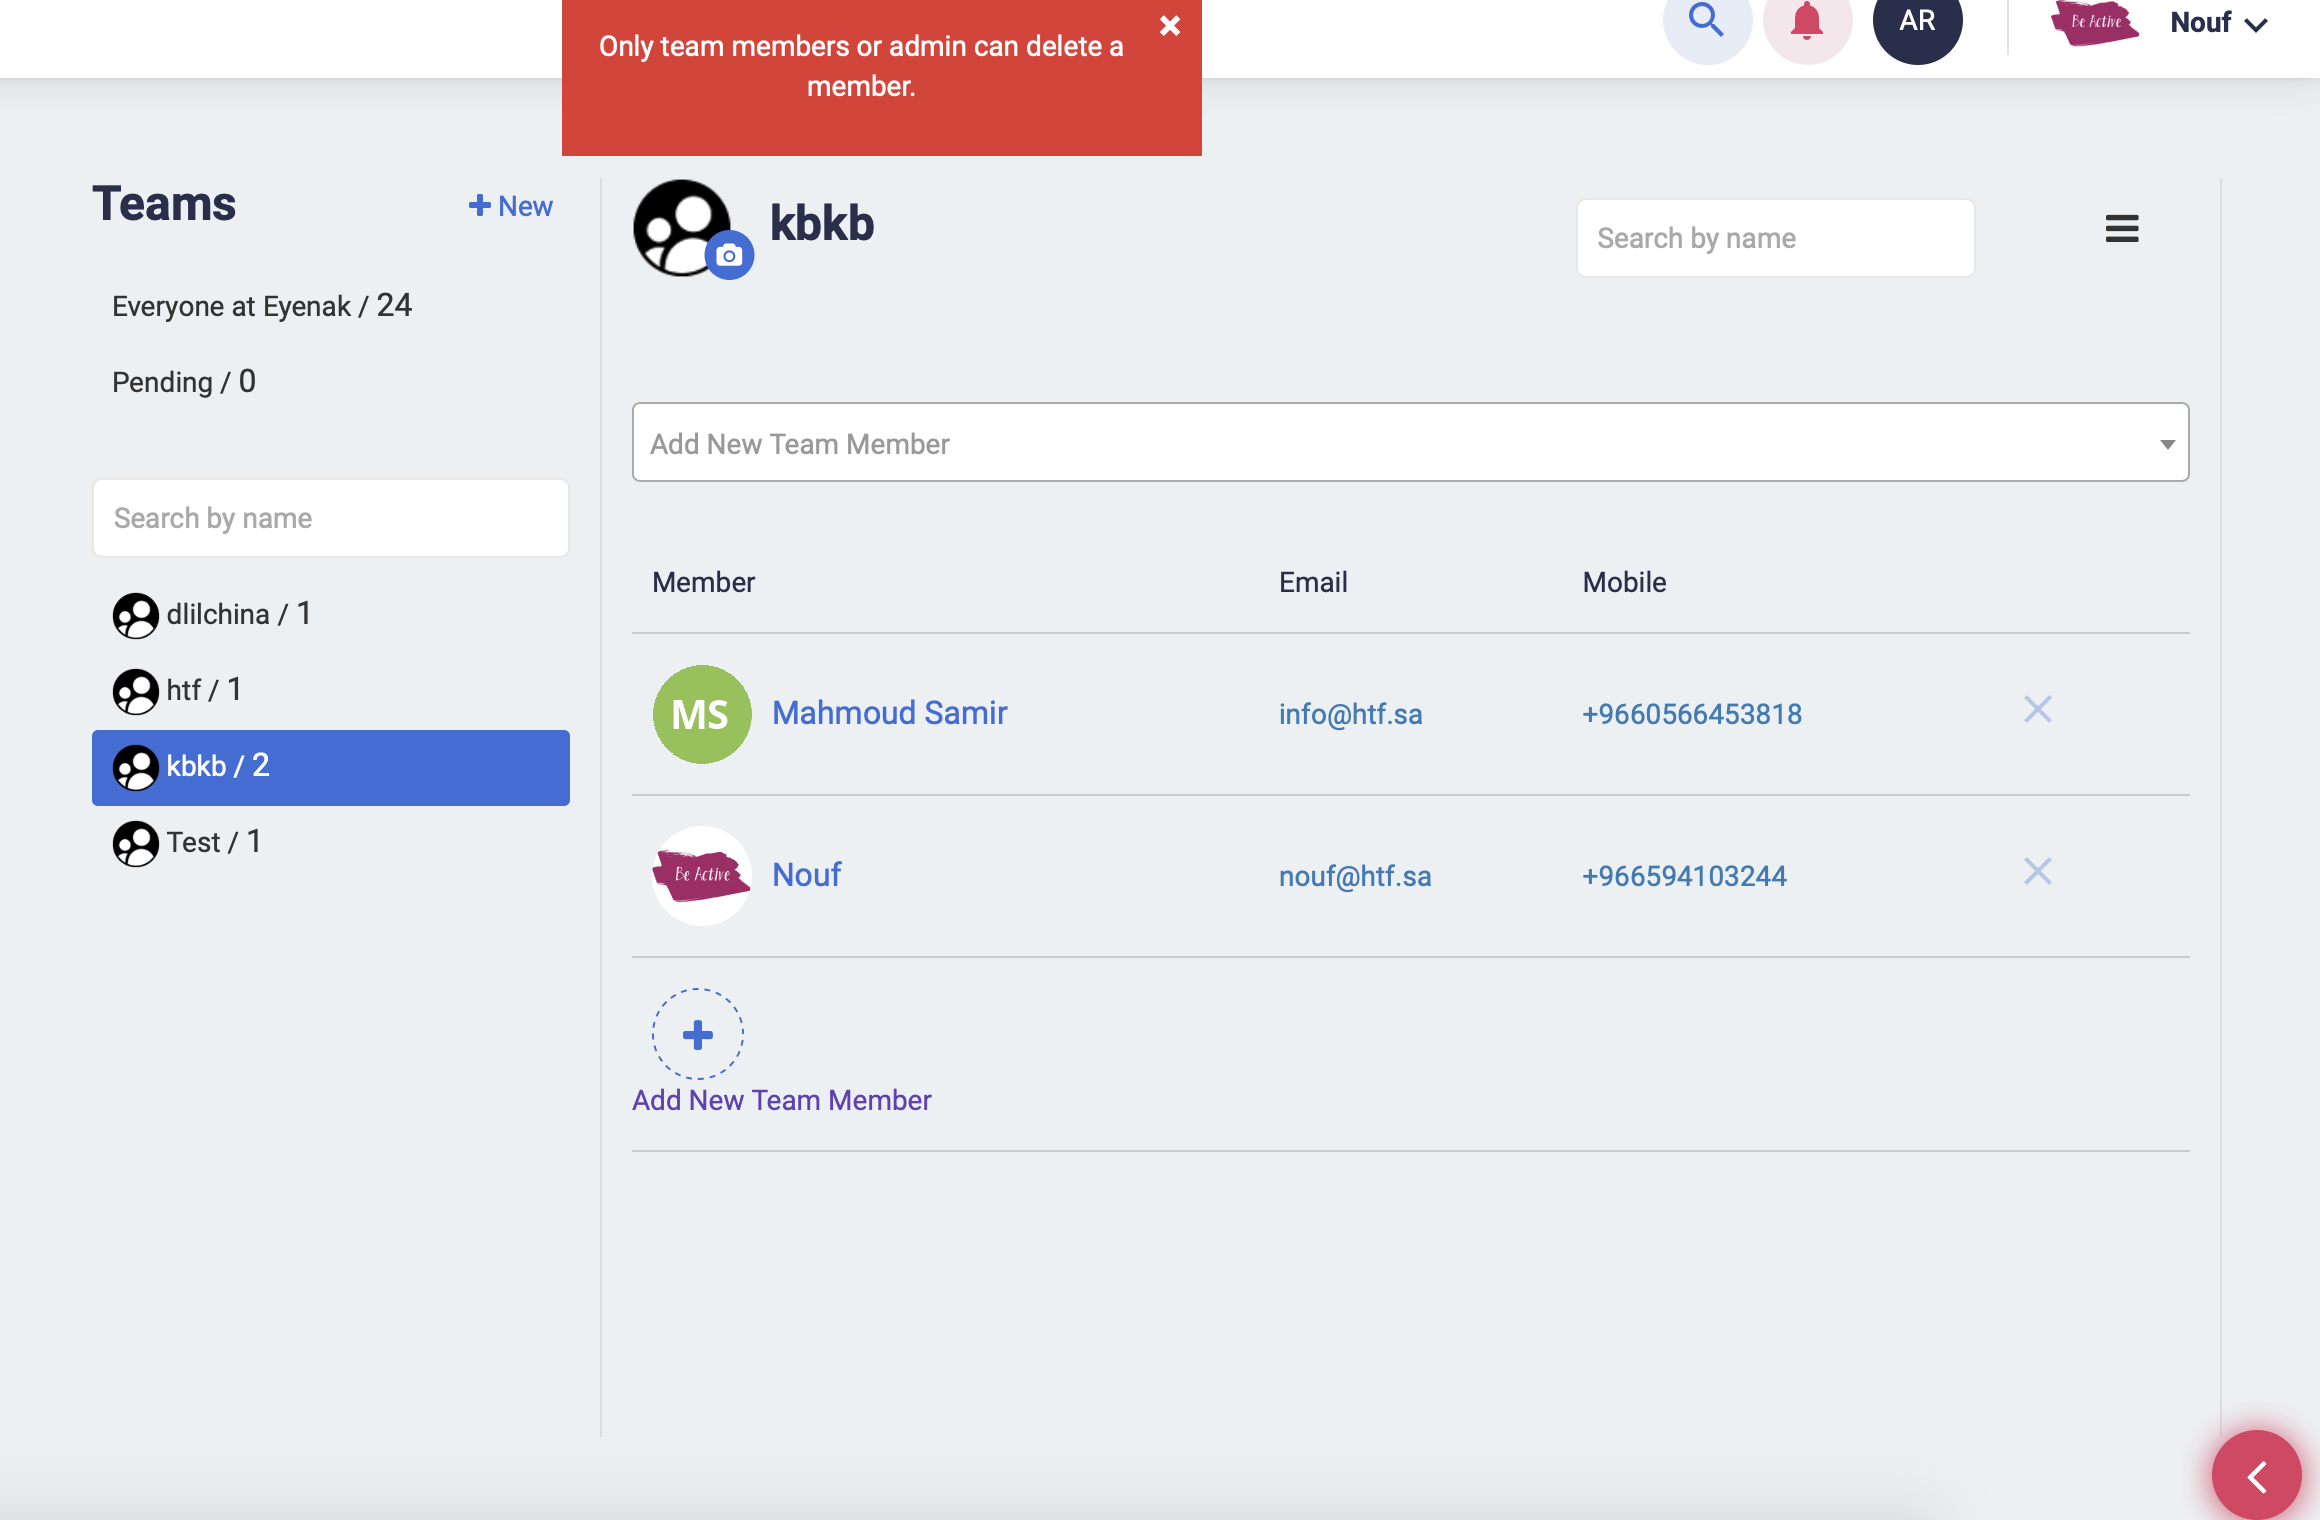 Only team members or admin can delete a
member.
AR
Be Active
Nouf
Teams
New
Everyone at Eyenak / 24
Pending / 0
Search by name
dlilchina / 1
htf / 1
kbkb / 2
Test / 1
kbkb
Search by name
Add New Team Member
Member Email Mobile
MS Mahmoud Samir info@htf.sa +9660566453818
Be Active Nouf nouf@htf.sa +966594103244
Add New Team Member